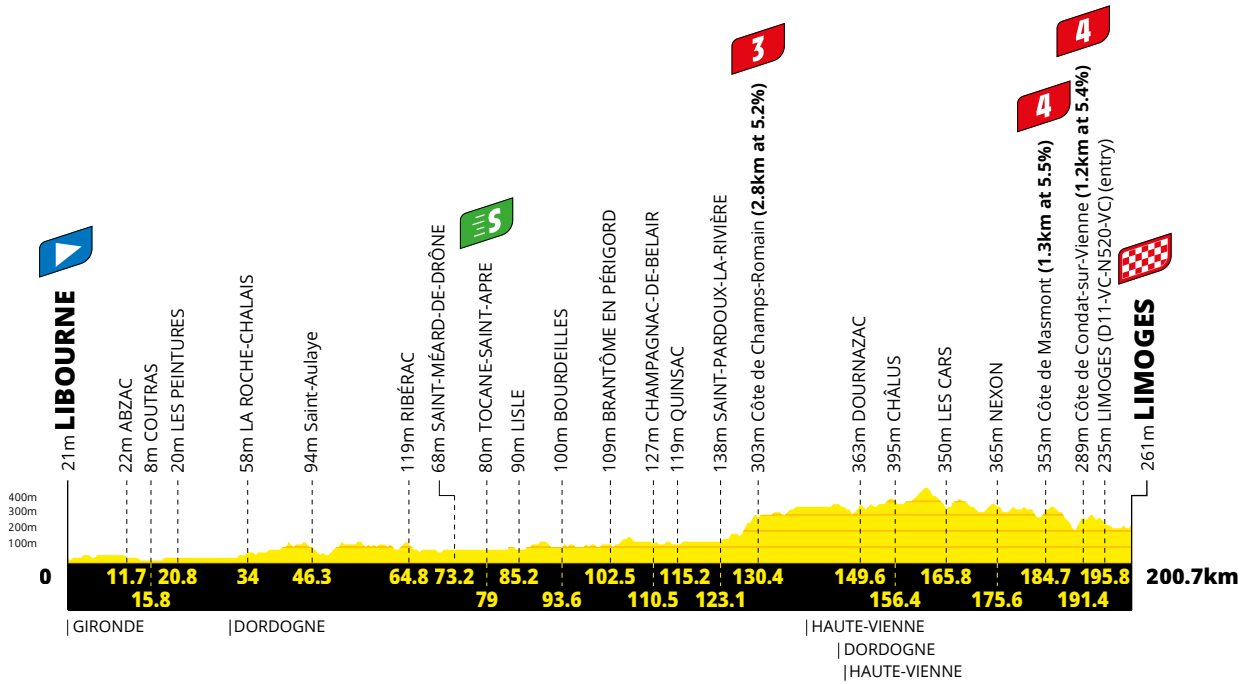 4
3
4
S
21m LIBOURNE
22m ABZAC
8m COUTRAS
20m LES PEINTURES
58m LA ROCHE-CHALAIS
94m Saint-Aulaye
119m RIBÉRAC
68m SAINT-MÉARD-DE-DRÔNE
80m TOCANE-SAINT-APRE
90m LISLE
100m BOURDEILLES
109m BRANTÔME EN PÉRIGORD
127m CHAMPAGNAC-DE-BELAIR
119m QUINSAC
138m SAINT-PARDOUX-LA-RIVIÈRE
303m Côte de Champs-Romain (2.8km at 5.2%)
363m DOURNAZAC
395m CHÂLUS
350m LES CARS
365m NEXON
353m Côte de Masmont (1.3km at 5.5%)
289m Côte de Condat-sur-Vienne (1.2km at 5.4%)
235m LIMOGES (D11-VC-N520-VC) (entry)
261m LIMOGES
400m
300m
200m
100m
0 11.7 20.8 34 46.3 64.8 73.2 85.2 102.5 115.2 130.4 149.6 165.8 184.7 195.8 200.7km
15.8 79 93.6 110.5 123.1 156.4 175.6 191.4
|GIRONDE |DORDOGNE |HAUTE-VIENNE
|DORDOGNE
|HAUTE-VIENNE